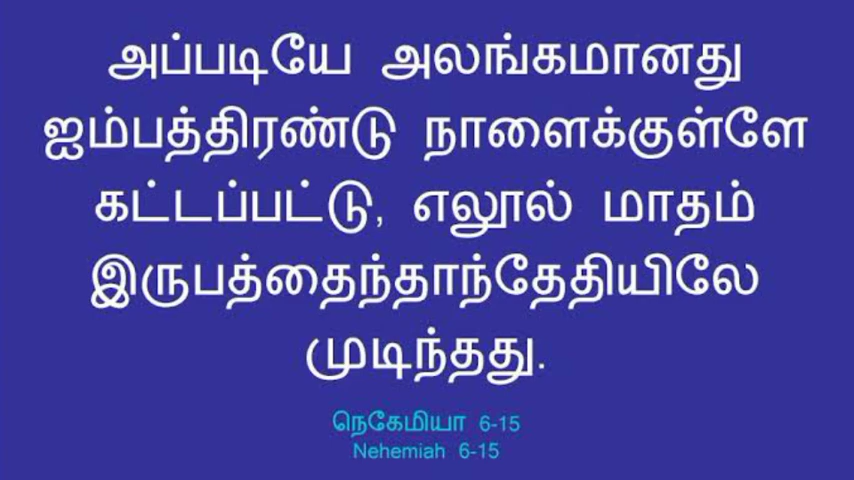 அப்படியே அலங்கமானது
ஐம்பத்திரண்டு நாளைக்குள்ளே
கட்டப்பட்டு, எலூல் மாதம்
இருபத்தைந்தாந்தேதியிலே
முடிந்தது.
நெகேமியா 6-15
Nehemiah 6-15